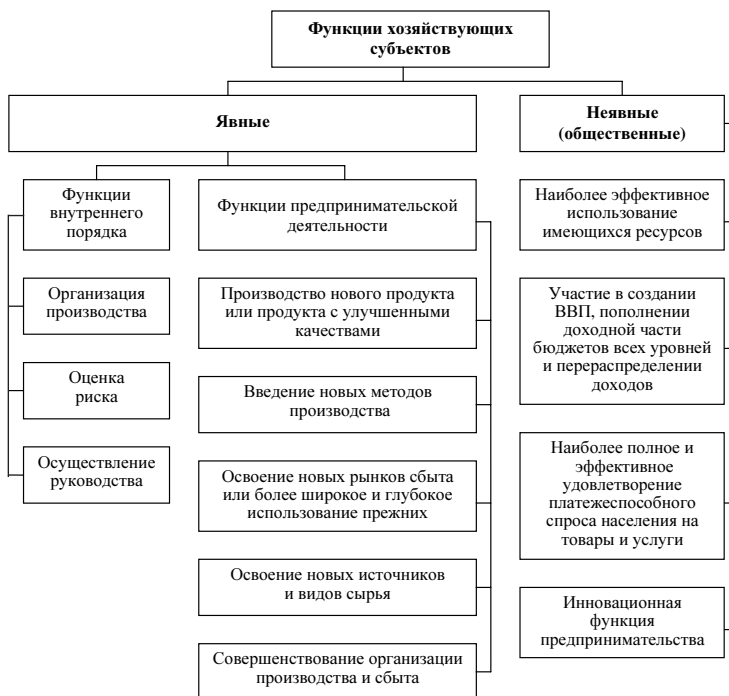 Функции хозяйствующих
субъектов
Явные
Неявные
(общественные)
Функции
внутреннего
порядка
Организация
производства
Оценка
риска
Осуществление
руководства
Функции предпринимательской
деятельности
Производство нового продукта
или продукта с улучшенными
качествами
Введение новых методов
производства
Освоение новых рынков сбыта
или более широкое и глубокое
использование прежних
Освоение новых источников
и видов сырья
Совершенствование организации
производства и сбыта
Наиболее эффективное
использование
имеющихся ресурсов
Участие в создании
ВВП, пополнении
доходной части
бюджетов всех уровней
и перераспределении
доходов
Наиболее полное и
эффективное
удовлетворение
платежеспособного
спроса населения на
товары и услуги
Инновационная
функция
предпринимательства